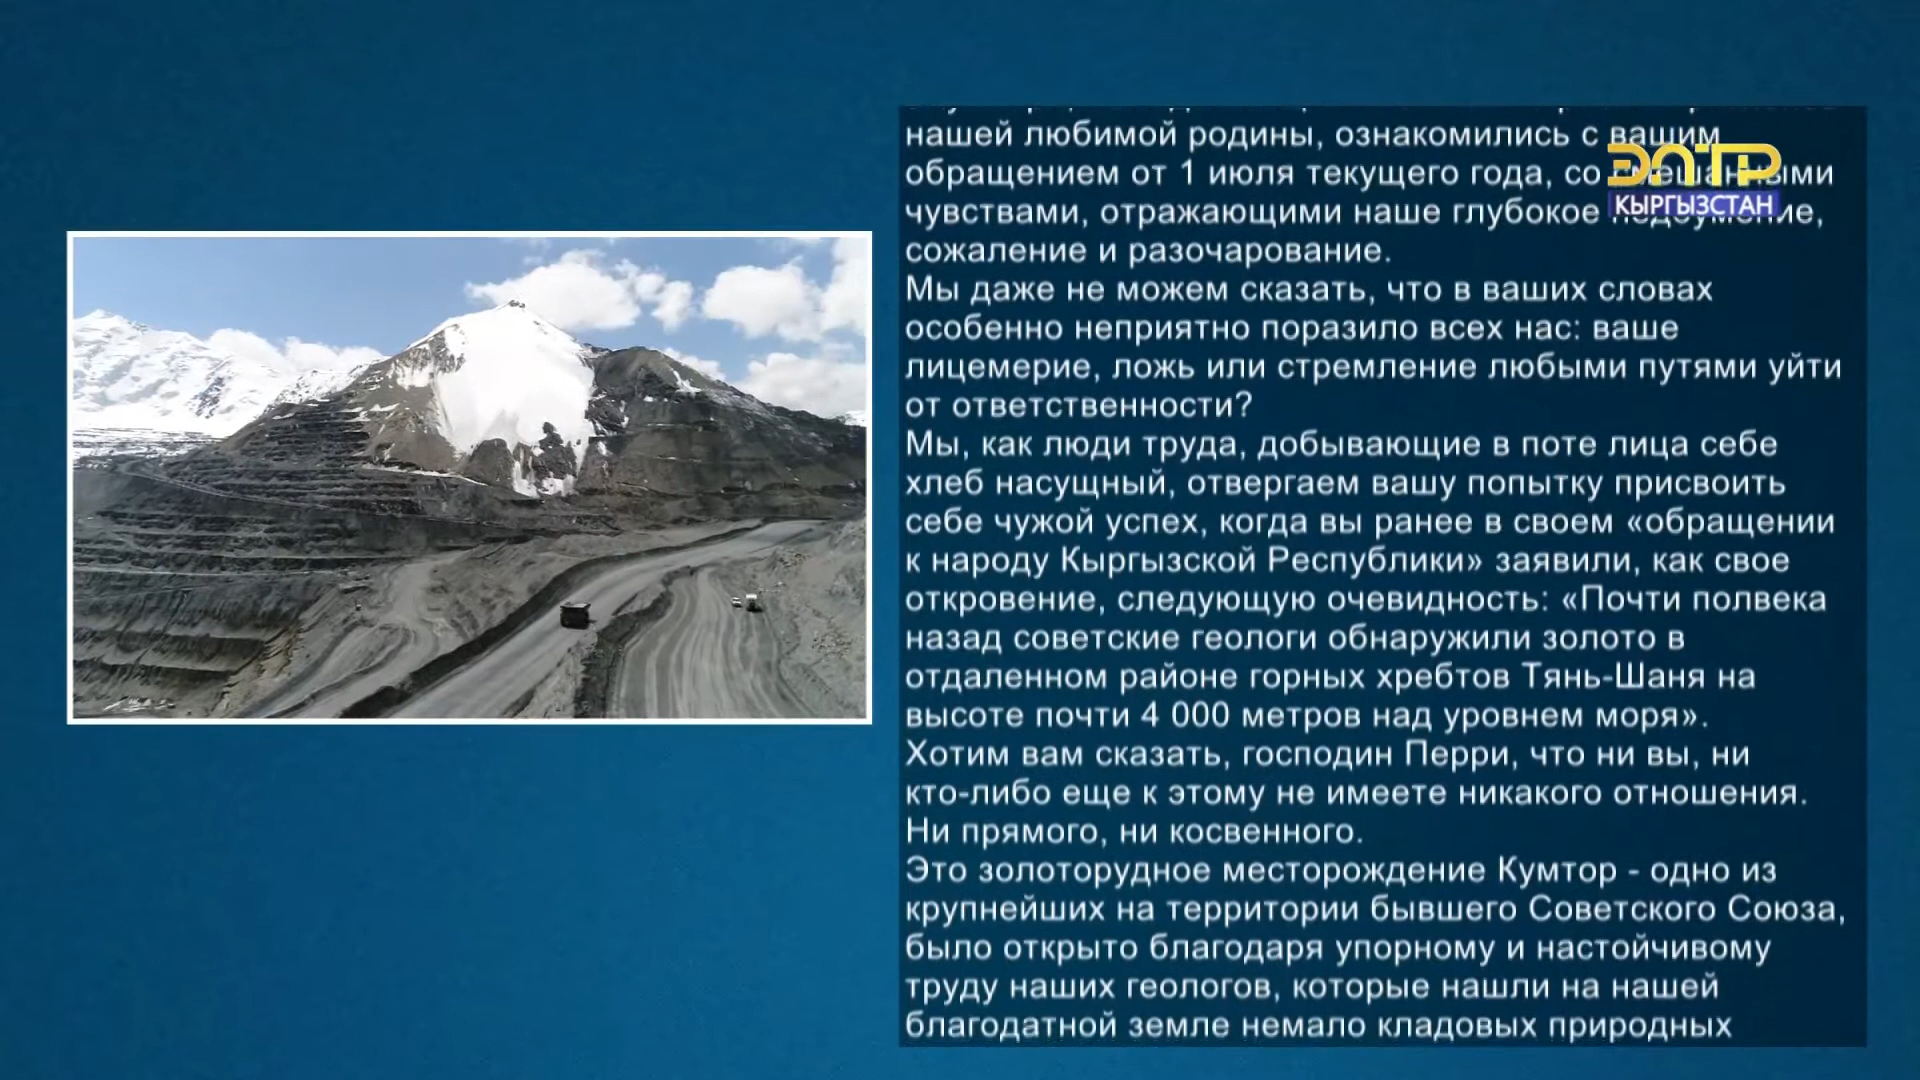 нашей любимой родины, ознакомились с вашим
обращением от 1 июля текущего года, со смешанными
чувствами, отражающими наше глубокое недоумение,
сожаление и разочарование.
Мы даже не можем сказать, что в ваших словах
особенно неприятно поразило всех нас: ваше
лицемерие, ложь или стремление любыми путями уйти
от ответственности?
Мы, как люди труда, добывающие в поте лица себе
хлеб насущный, отвергаем вашу попытку присвоить
себе чужой успех, когда вы ранее в своем «обращении
к народу Кыргызской Республики» заявили, как свое
откровение, следующую очевидность: «Почти полвека
назад советские геологи обнаружили золото в
отдаленном районе горных хребтов Тянь-Шаня на
высоте почти 4 000 метров над уровнем моря».
Хотим вам сказать, господин Перри, что ни вы, ни
кто-либо еще к этому не имеете никакого отношения.
Ни прямого, ни косвенного.
Это золоторудное месторождение Кумтор - одно из
крупнейших на территории бывшего Советского Союза,
было открыто благодаря упорному и настойчивому
труду наших геологов, которые нашли на нашей
благодатной земле немало кладовых природных
ЭЛТР
КЫРГЫЗСТАН